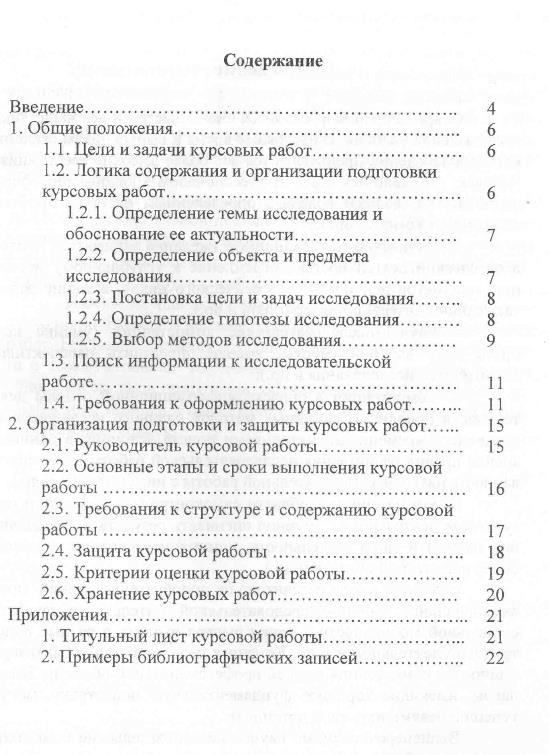 Содержание
Введение 4
1. Общие положения 6
1.1. Цели и задачи курсовых работ 6
1.2. Логика содержания и организации подготовки
курсовых работ 6
1.2.1. Определение темы исследования и
обоснование ее актуальности 7
1.2.2. Определение объекта и предмета
исследования 7
1.2.3. Постановка цели и задач исследования 8
1.2.4. Определение гипотезы исследования 8
1.2.5. Выбор методов исследования 9
1.3. Поиск информации к исследовательской
работе 11
1.4. Требования к оформлению курсовых работ 11
2. Организация подготовки и защиты курсовых работ 15
2.1. Руководитель курсовой работы 15
2.2. Основные этапы и сроки выполнения курсовой
работы 16
2.3. Требования к структуре и содержанию курсовой
работы 17
2.4. Защита курсовой работы 18
2.5. Критерии оценки курсовой работы 19
2.6. Хранение курсовых работ 20
Приложения 21
1. Титульный лист курсовой работы 21
2. Примеры библиографических записей 22